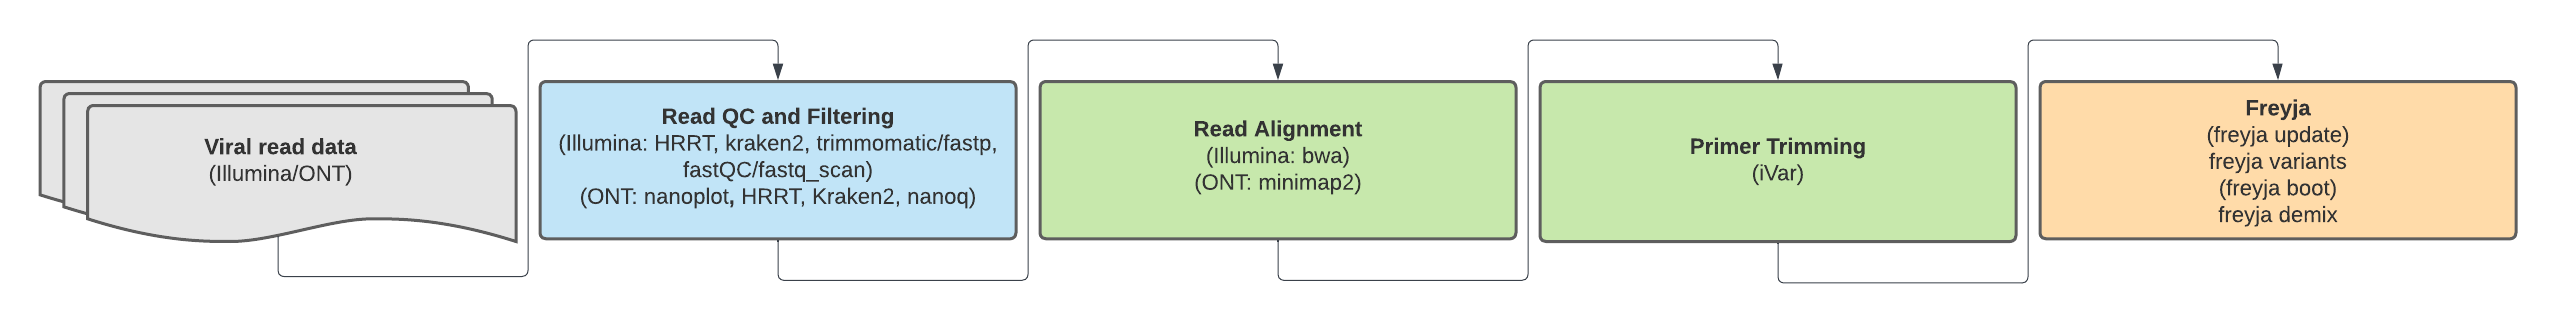 Viral read data
(Illumina/ONT)
Read QC and Filtering
(Illumina: HRRT, kraken2, trimmomatic/fastp,
fastQC/fastq_scan)
(ONT: nanoplot, HRRT, Kraken2, nanoq)
Read Alignment
(Illumina: bwa)
(ONT: minimap2)
Primer Trimming
(iVar)
Freyja
(freyja update)
freyja variants
(freyja boot)
freyja demix